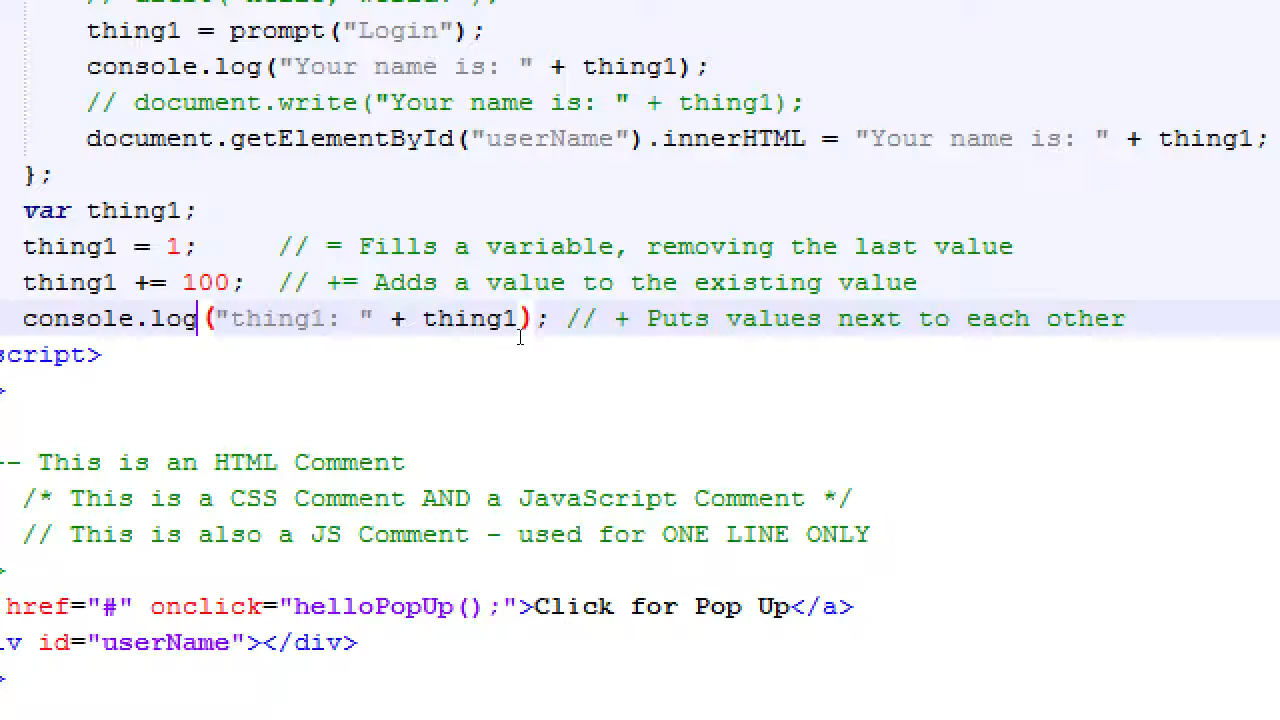 thing1 = prompt("Login");
console.log("Your name is: " + thing1);
// document.write("Your name is: " + thing1);
document.getElementById("userName").innerHTML = "Your name is: " + thing1;
};
var thing1;
thing1 = 1; // = Fills a variable, removing the last value
thing1 += 100; // += Adds a value to the existing value
console.log("thing1: " + thing1); // + Puts values next to each other
script>
>
-- This is an HTML Comment
/* This is a CSS Comment AND a JavaScript Comment */
// This is also a JS Comment - used for ONE LINE ONLY
>
href="#" onclick="helloPopUp();">Click for Pop Up</a>
iv id="userName"></div>
>